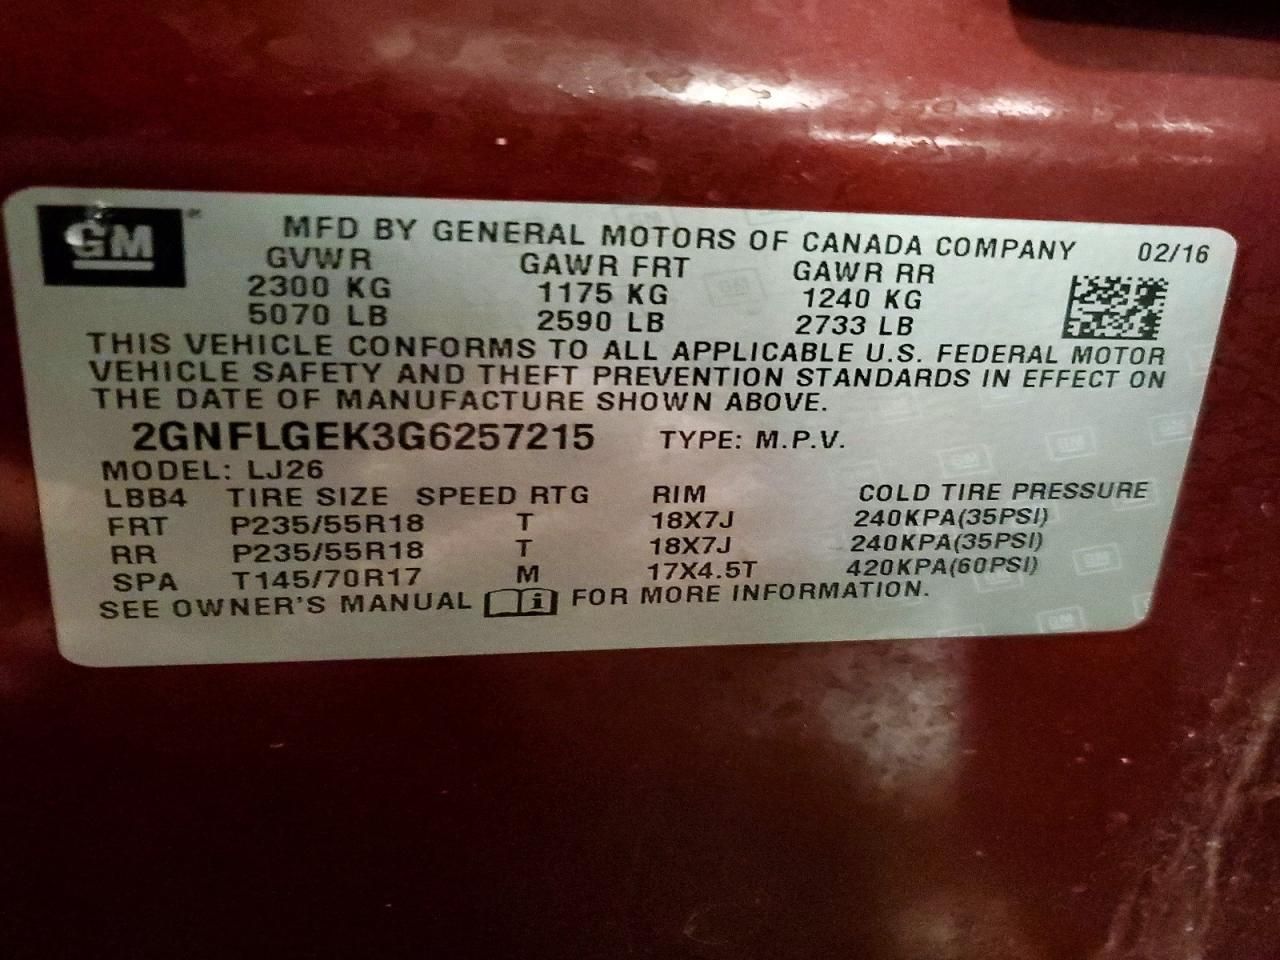 GM
MFD BY GENERAL MOTORS OF CANADA COMPANY 02/16
GVWR GAWR FRT GAWR RR
2300 KG 1175 KG 1240 KG
5070 LB 2590 LB 2733 LB
THIS VEHICLE CONFORMS TO ALL APPLICABLE U.S. FEDERAL MOTOR
VEHICLE SAFETY AND THEFT PREVENTION STANDARDS IN EFFECT ON
THE DATE OF MANUFACTURE SHOWN ABOVE.
2GNFLGEK3G6257215 TYPE: M.P.V.
MODEL: LJ26
LBB4 TIRE SIZE SPEED RTG RIM COLD TIRE PRESSURE
FRT P235/55R18 T 18X7J 240KPA(35PSI)
RR P235/55R18 T 18X7J 240KPA(35PSI)
SPA T145/70R17 M 17X4.5T 420KPA(60PSI)
SEE OWNER'S MANUAL i FOR MORE INFORMATION.